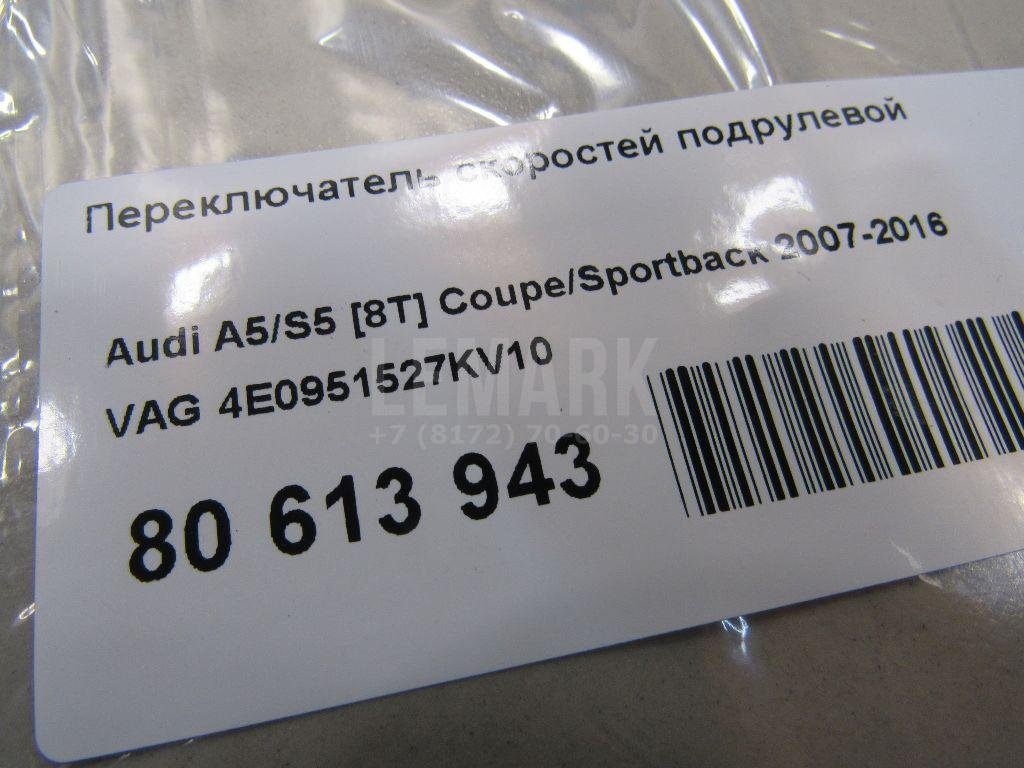 Переключатель скоростей подрулевой
Audi A5/S5 [8T] Coupe/Sportback 2007-2016
VAG 4E0951527KV10
LEMARK
+7 (8172) 70-60-30
80 613 943